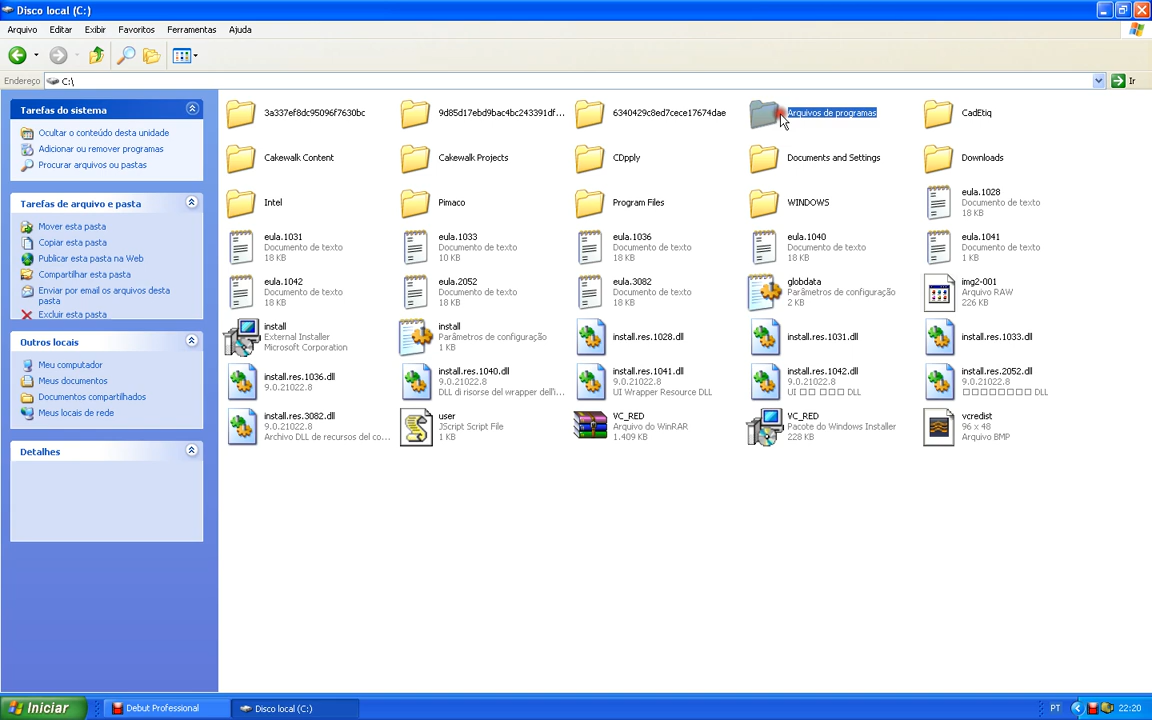 Disco local (C:)
Arquivo Editar Exibir Favoritos Ferramentas Ajuda
Endereço C:\ Ir
Tarefas do sistema
Ocultar o conteúdo desta unidade
Adicionar ou remover programas
Procurar arquivos ou pastas
Tarefas de arquivo e pasta
Mover esta pasta
Copiar esta pasta
Publicar esta pasta na Web
Compartilhar esta pasta
Enviar por email os arquivos desta
pasta
Excluir esta pasta
Outros locais
Meu computador
Meus documentos
Documentos compartilhados
Meus locais de rede
Detalhes
3a337ef8dc95096f7630bc
9d85d17ebd9bac4bc243391df...
6340429c8ed7cece17674dae
Arquivos de programas
CadEtiq
Cakewalk Content
Cakewalk Projects
CDpply
Documents and Settings
Downloads
Intel
Pimaco
Program Files
WINDOWS
eula.1028
Documento de texto
18 KB
eula.1031
Documento de texto
18 KB
eula.1033
Documento de texto
10 KB
eula.1036
Documento de texto
18 KB
eula.1040
Documento de texto
18 KB
eula.1041
Documento de texto
1 KB
eula.1042
Documento de texto
18 KB
eula.2052
Documento de texto
18 KB
eula.3082
Documento de texto
18 KB
globdata
Parâmetros de configuração
2 KB
img2-001
Arquivo RAW
226 KB
install
External Installer
Microsoft Corporation
install
Parâmetros de configuração
1 KB
install.res.1028.dll
install.res.1031.dll
install.res.1033.dll
install.res.1036.dll
9.0.21022.8
install.res.1040.dll
9.0.21022.8
DLL di risorse del wrapper dell'i...
install.res.1041.dll
9.0.21022.8
UI Wrapper Resource DLL
install.res.1042.dll
9.0.21022.8
UI □□ □□□ DLL
install.res.2052.dll
9.0.21022.8
□□□□□□□□ DLL
install.res.3082.dll
9.0.21022.8
Archivo DLL de recursos del co...
user
JScript Script File
1 KB
VC_RED
Arquivo do WinRAR
1.409 KB
VC_RED
Pacote do Windows Installer
228 KB
vcredist
96 x 48
Arquivo BMP
Iniciar
Debut Professional
Disco local (C:)
PT
22:20